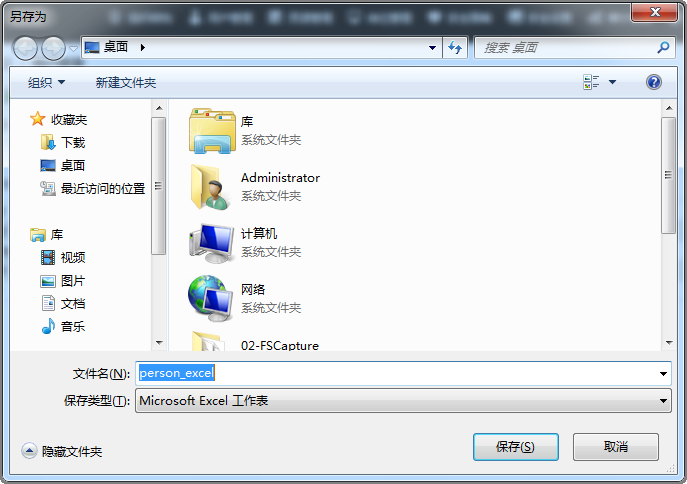 另存为
桌面
搜索 桌面
组织
新建文件夹
收藏夹
下载
桌面
最近访问的位置
库
视频
图片
文档
音乐
库
系统文件夹
Administrator
系统文件夹
计算机
系统文件夹
网络
系统文件夹
02-FSCapture
文件名(N):
person_excel
保存类型(T):
Microsoft Excel 工作表
隐藏文件夹
保存(S)
取消